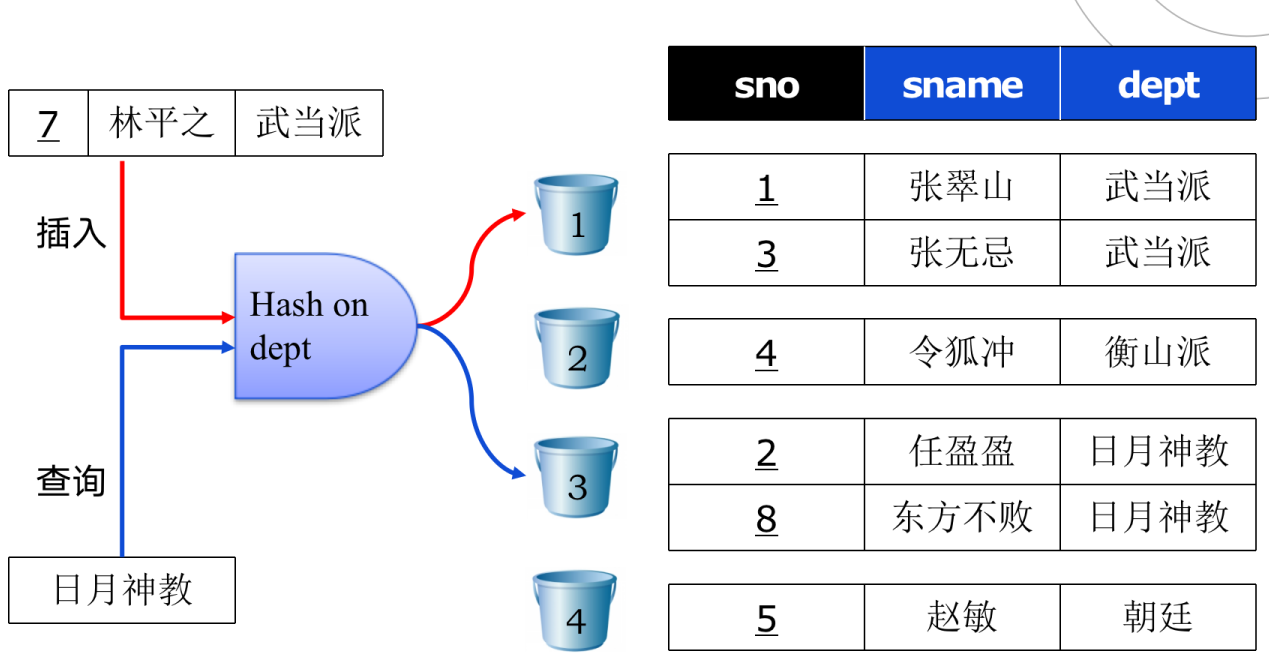 sno sname dept
7 林平之 武当派
1 张翠山 武当派
插入
1
3 张无忌 武当派
Hash on
dept
2
4 令狐冲 衡山派
2 任盈盈 日月神教
查询
3
8 东方不败 日月神教
日月神教
4
5 赵敏 朝廷